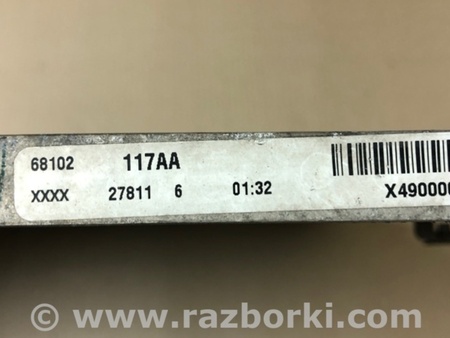 68102 117AA
XXXX 27811 6 01:32 X49000
© www.razborki.com